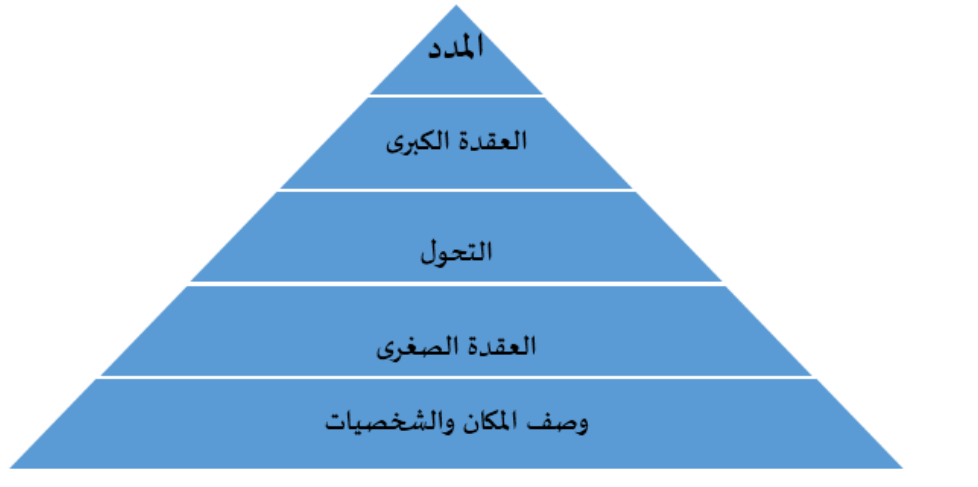 المدد
العقدة الكبرى
التحول
العقدة الصغرى
وصف المكان والشخصيات